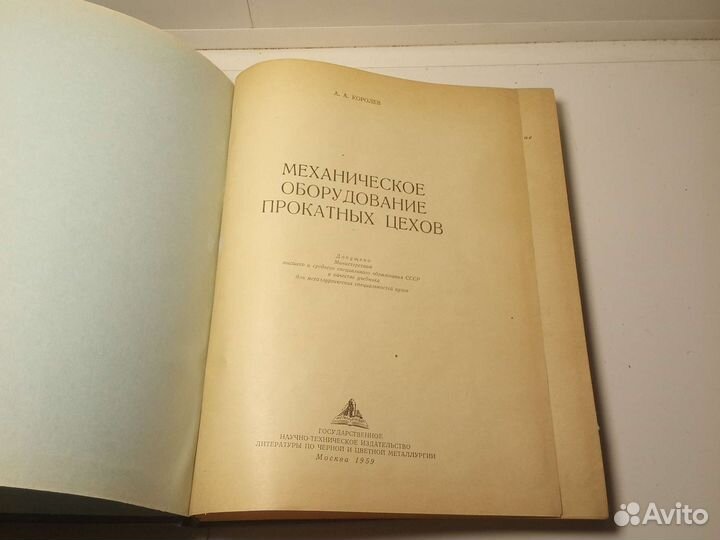 А. А. КОРОЛЕВ
МЕХАНИЧЕСКОЕ
ОБОРУДОВАНИЕ
ПРОКАТНЫХ ЦЕХОВ
Допущено
Министерством
высшего и среднего специального образования СССР
в качестве учебника
для металлургических специальностей вузов
ГОСУДАРСТВЕННОЕ
НАУЧНО-ТЕХНИЧЕСКОЕ ИЗДАТЕЛЬСТВО
ЛИТЕРАТУРЫ ПО ЧЕРНОЙ И ЦВЕТНОЙ МЕТАЛЛУРГИИ
Москва 1959
Avito